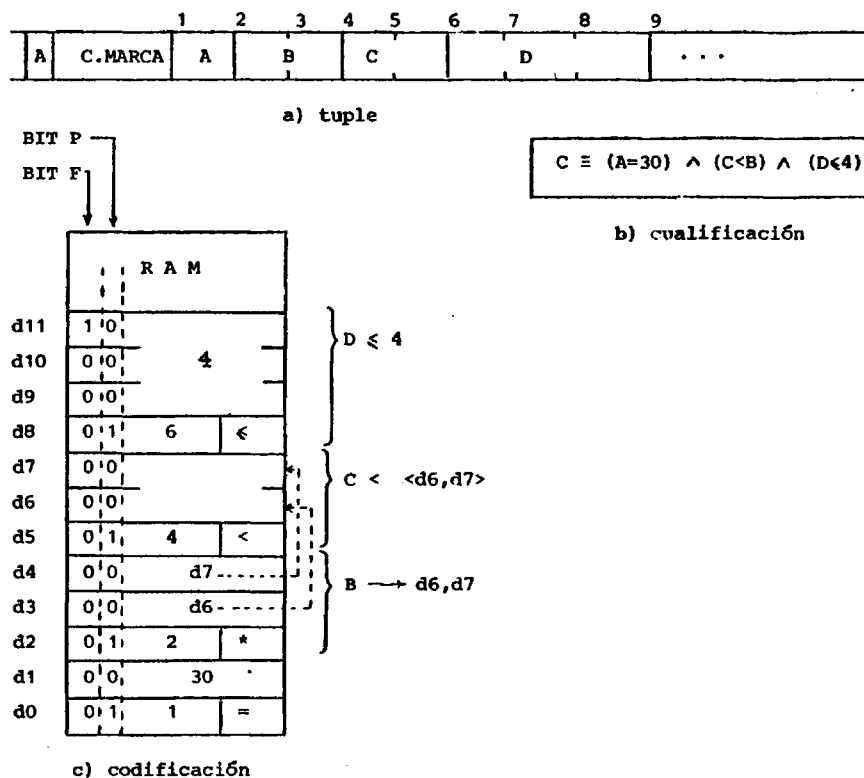 1 2 3 4 5 6 7 8 9
A C.MARCA A B C D ...
a) tuple
BIT P
BIT F
C ≡ (A=30) ∧ (C<B) ∧ (D⩽4)
b) cualificación
R A M
d11 1 0
d10 0 0 4
d9 0 0
D ⩽ 4
d8 0 1 6 ⩽
d7 0 0
d6 0 0
C < <d6,d7>
d5 0 1 4 <
d4 0 0 d7
d3 0 0 d6
B → d6,d7
d2 0 1 2 *
d1 0 0 30
d0 0 1 1 =
c) codificación